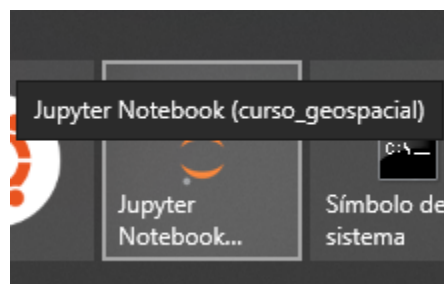 Jupyter Notebook (curso_geospacial)
C:\_
Jupyter
Notebook...
Símbolo de
sistema